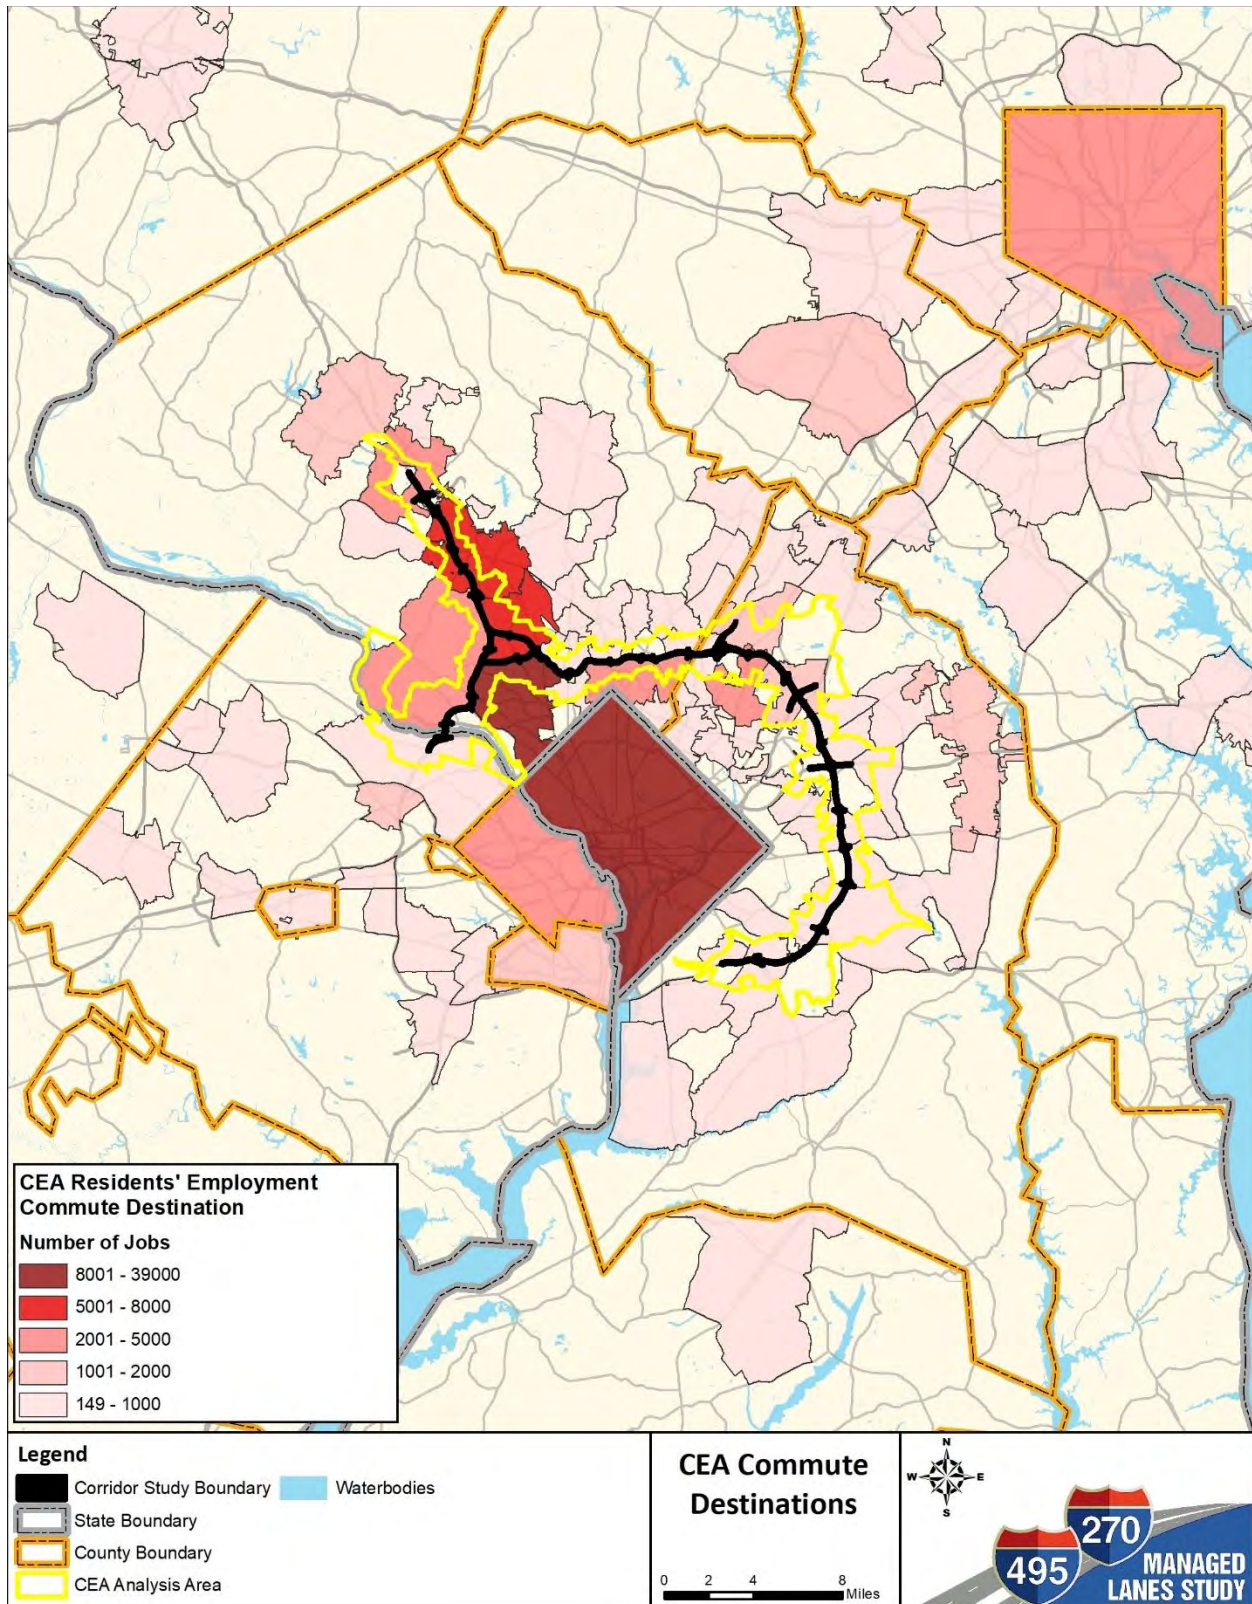 CEA Residents' Employment
Commute Destination
Number of Jobs
8001 - 39000
5001 - 8000
2001 - 5000
1001 - 2000
149 - 1000
Legend
Corridor Study Boundary
Waterbodies
State Boundary
County Boundary
CEA Analysis Area
CEA Commute
Destinations
0 2 4 8
Miles
N
W E
S
270
495
MANAGED
LANES STUDY